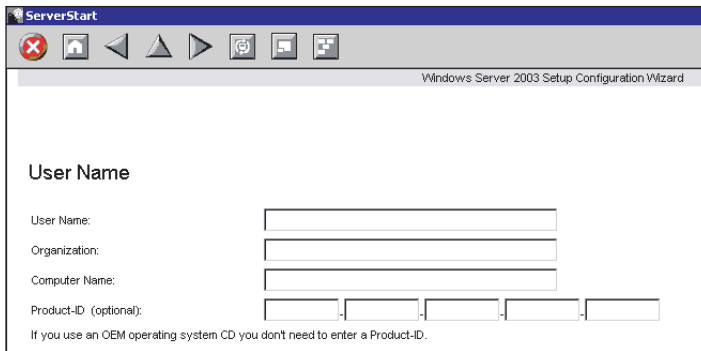 ServerStart
Windows Server 2003 Setup Configuration Wizard
User Name
User Name:
Organization:
Computer Name:
Product-ID (optional):
- - - -
If you use an OEM operating system CD you don't need to enter a Product-ID.